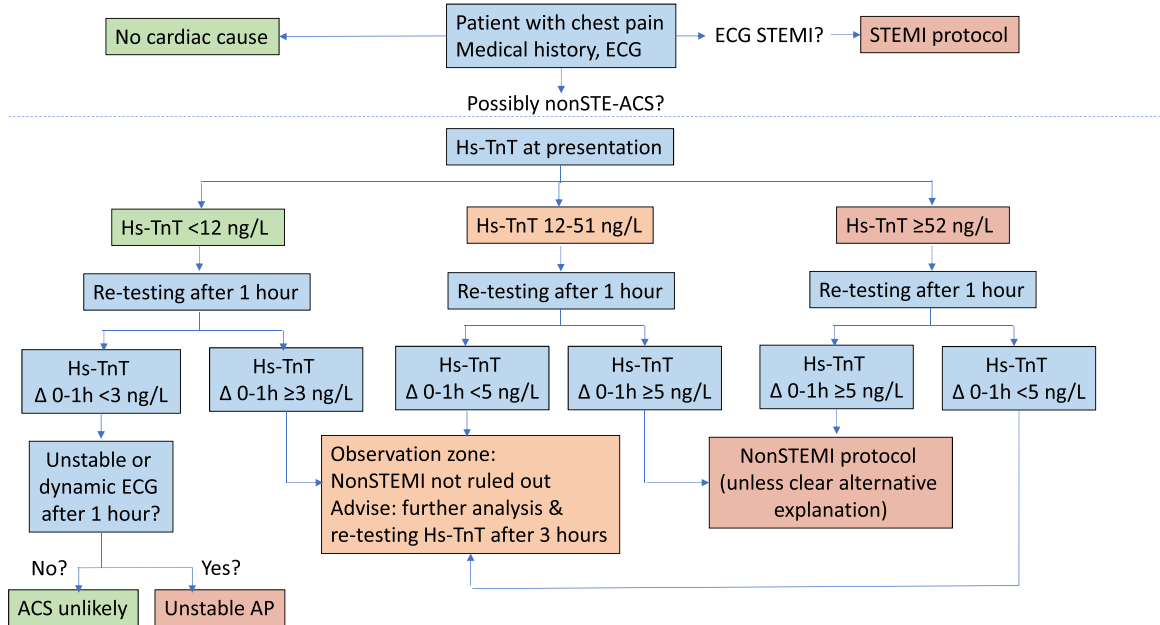 No cardiac cause
Patient with chest pain
Medical history, ECG
ECG STEMI?
STEMI protocol
Possibly nonSTE-ACS?
Hs-TnT at presentation
Hs-TnT <12 ng/L
Hs-TnT 12-51 ng/L
Hs-TnT ≥52 ng/L
Re-testing after 1 hour
Re-testing after 1 hour
Re-testing after 1 hour
Hs-TnT
Δ 0-1h <3 ng/L
Hs-TnT
Δ 0-1h ≥3 ng/L
Hs-TnT
Δ 0-1h <5 ng/L
Hs-TnT
Δ 0-1h ≥5 ng/L
Hs-TnT
Δ 0-1h ≥5 ng/L
Hs-TnT
Δ 0-1h <5 ng/L
Unstable or
dynamic ECG
after 1 hour?
Observation zone:
NonSTEMI not ruled out
Advise: further analysis &
re-testing Hs-TnT after 3 hours
NonSTEMI protocol
(unless clear alternative
explanation)
No?
Yes?
ACS unlikely
Unstable AP